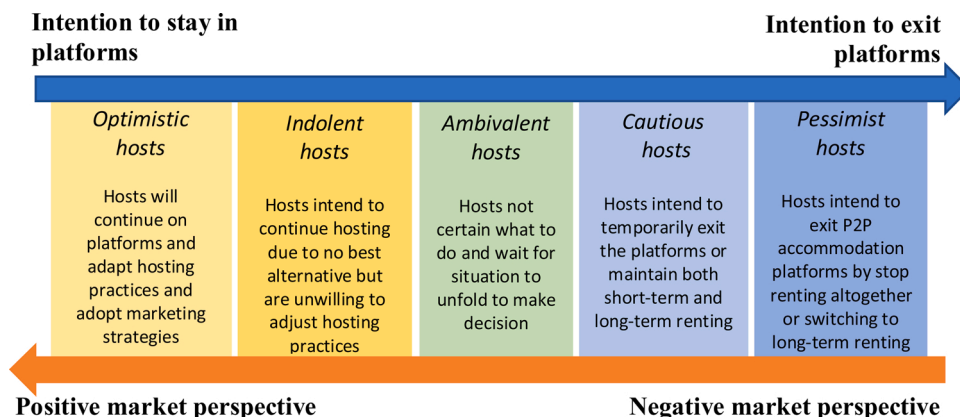 Intention to stay in
platforms
Intention to exit
platforms
Optimistic
hosts
Hosts will
continue on
platforms and
adapt hosting
practices and
adopt marketing
strategies
Indolent
hosts
Hosts intend to
continue hosting
due to no best
alternative but
are unwilling to
adjust hosting
practices
Ambivalent
hosts
Hosts not
certain what to
do and wait for
situation to
unfold to make
decision
Cautious
hosts
Hosts intend to
temporarily exit
the platforms or
maintain both
short-term and
long-term renting
Pessimist
hosts
Hosts intend to
exit P2P
accommodation
platforms by stop
renting altogether
or switching to
long-term renting
Positive market perspective
Negative market perspective